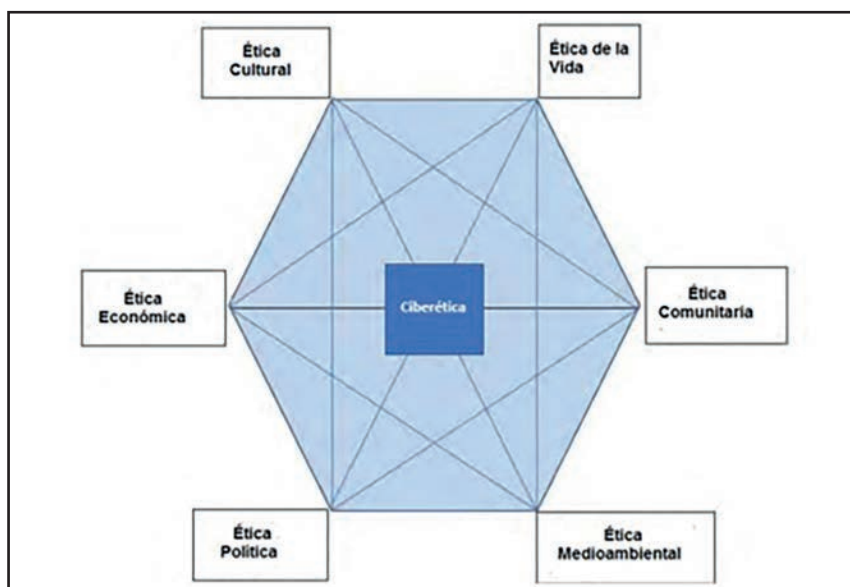 Ética
Cultural
Ética de la
Vida
Ética
Económica
Ciberética
Ética
Comunitaria
Ética
Política
Ética
Medioambiental